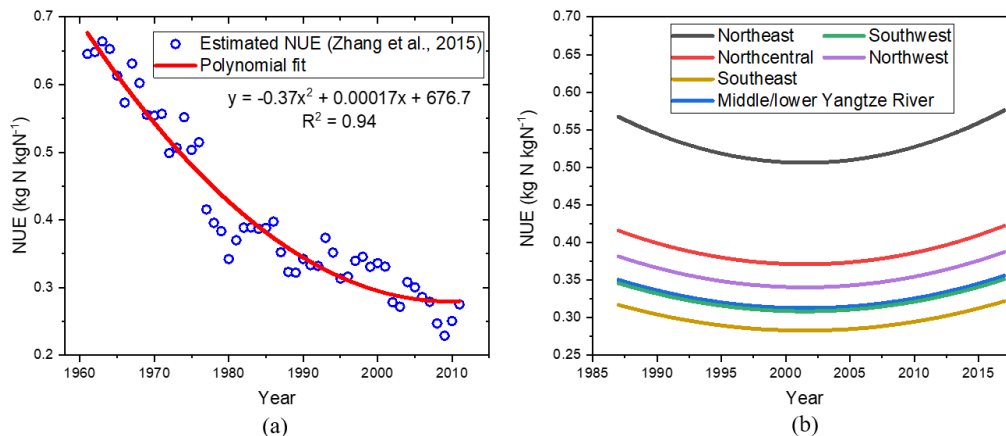 0.7
0.6
0.5
0.4
0.3
0.2
NUE (kg N kgN⁻¹)
Estimated NUE (Zhang et al., 2015)
Polynomial fit
y = -0.37x² + 0.00017x + 676.7
R² = 0.94
1960 1970 1980 1990 2000 2010
Year
(a)
0.70
0.65
0.60
0.55
0.50
0.45
0.40
0.35
0.30
0.25
NUE (kg N kgN⁻¹)
Northeast Southwest
Northcentral Northwest
Southeast
Middle/lower Yangtze River
1985 1990 1995 2000 2005 2010 2015
Year
(b)